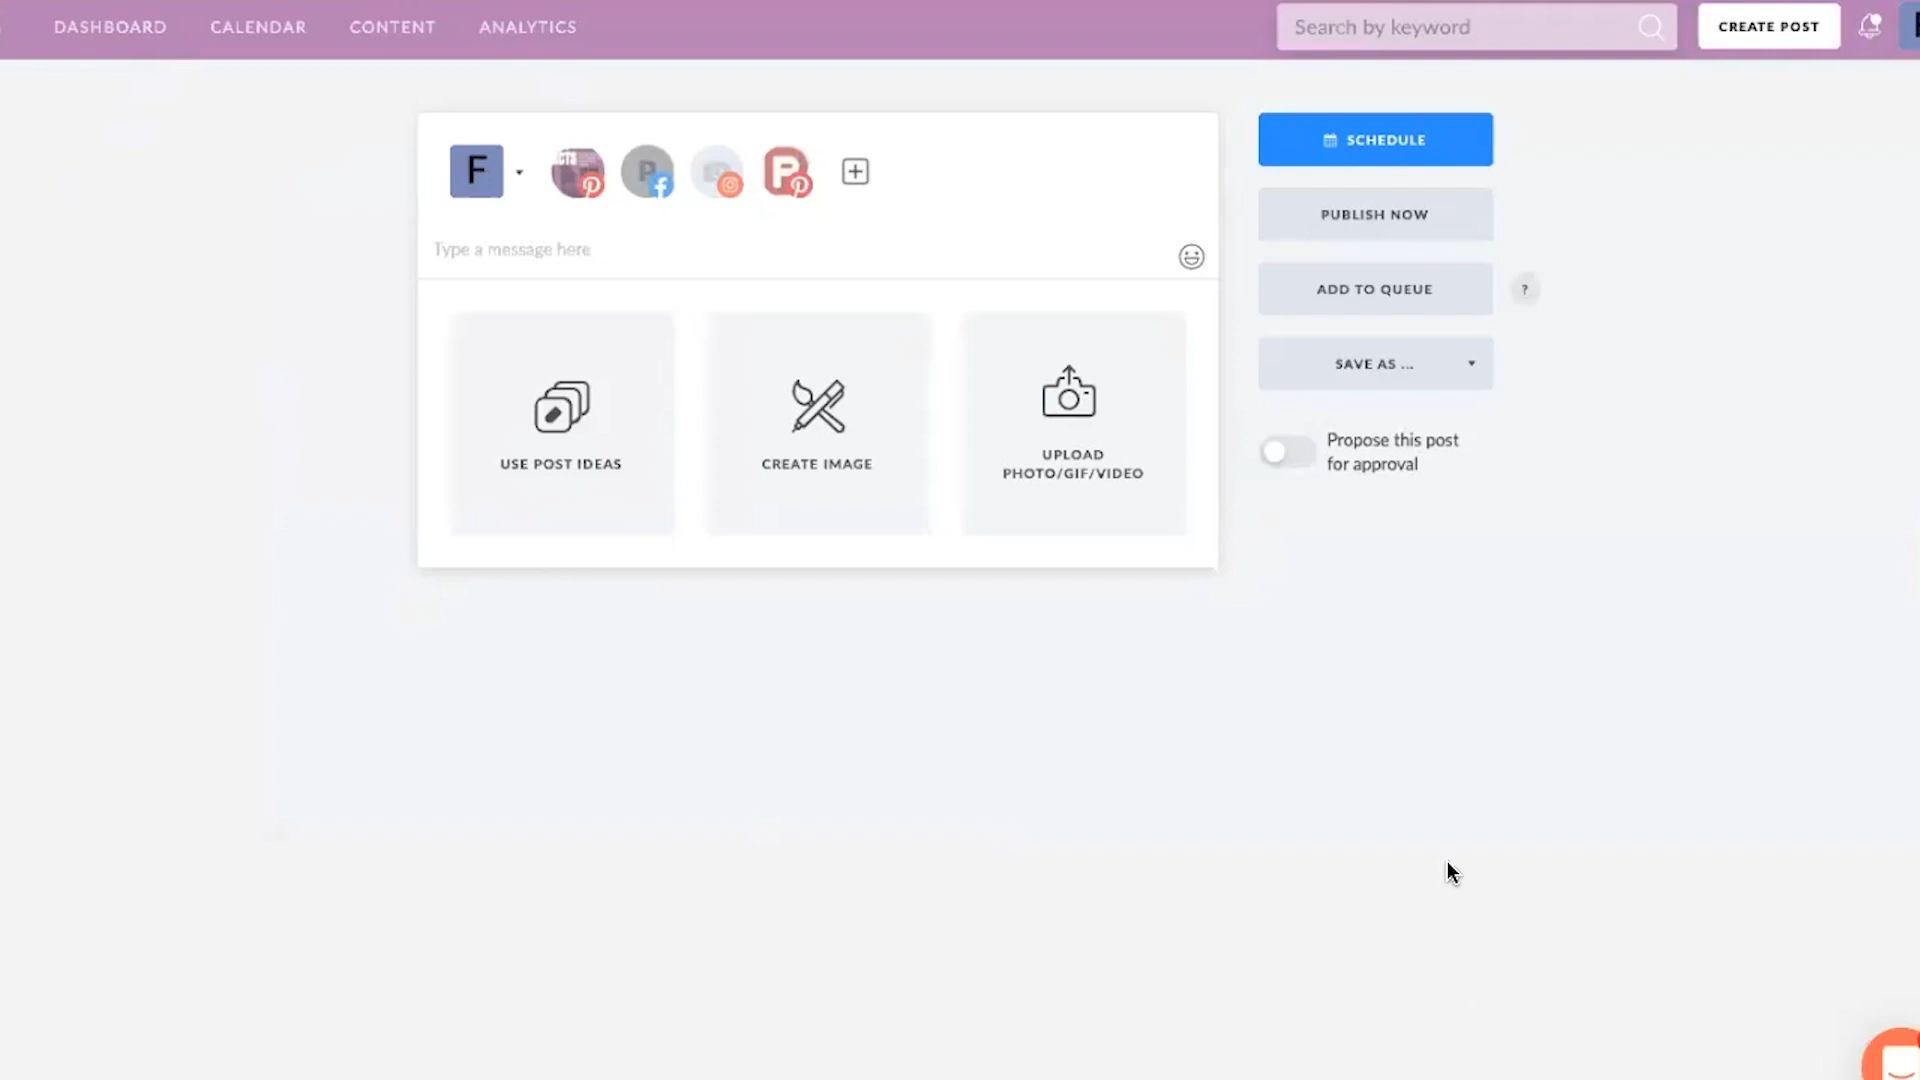 DASHBOARD
CALENDAR
CONTENT
ANALYTICS
Search by keyword
CREATE POST
F
F
CTS
P
P
Type a message here
USE POST IDEAS
CREATE IMAGE
UPLOAD
PHOTO/GIF/VIDEO
SCHEDULE
PUBLISH NOW
ADD TO QUEUE
?
SAVE AS ...
Propose this post
for approval